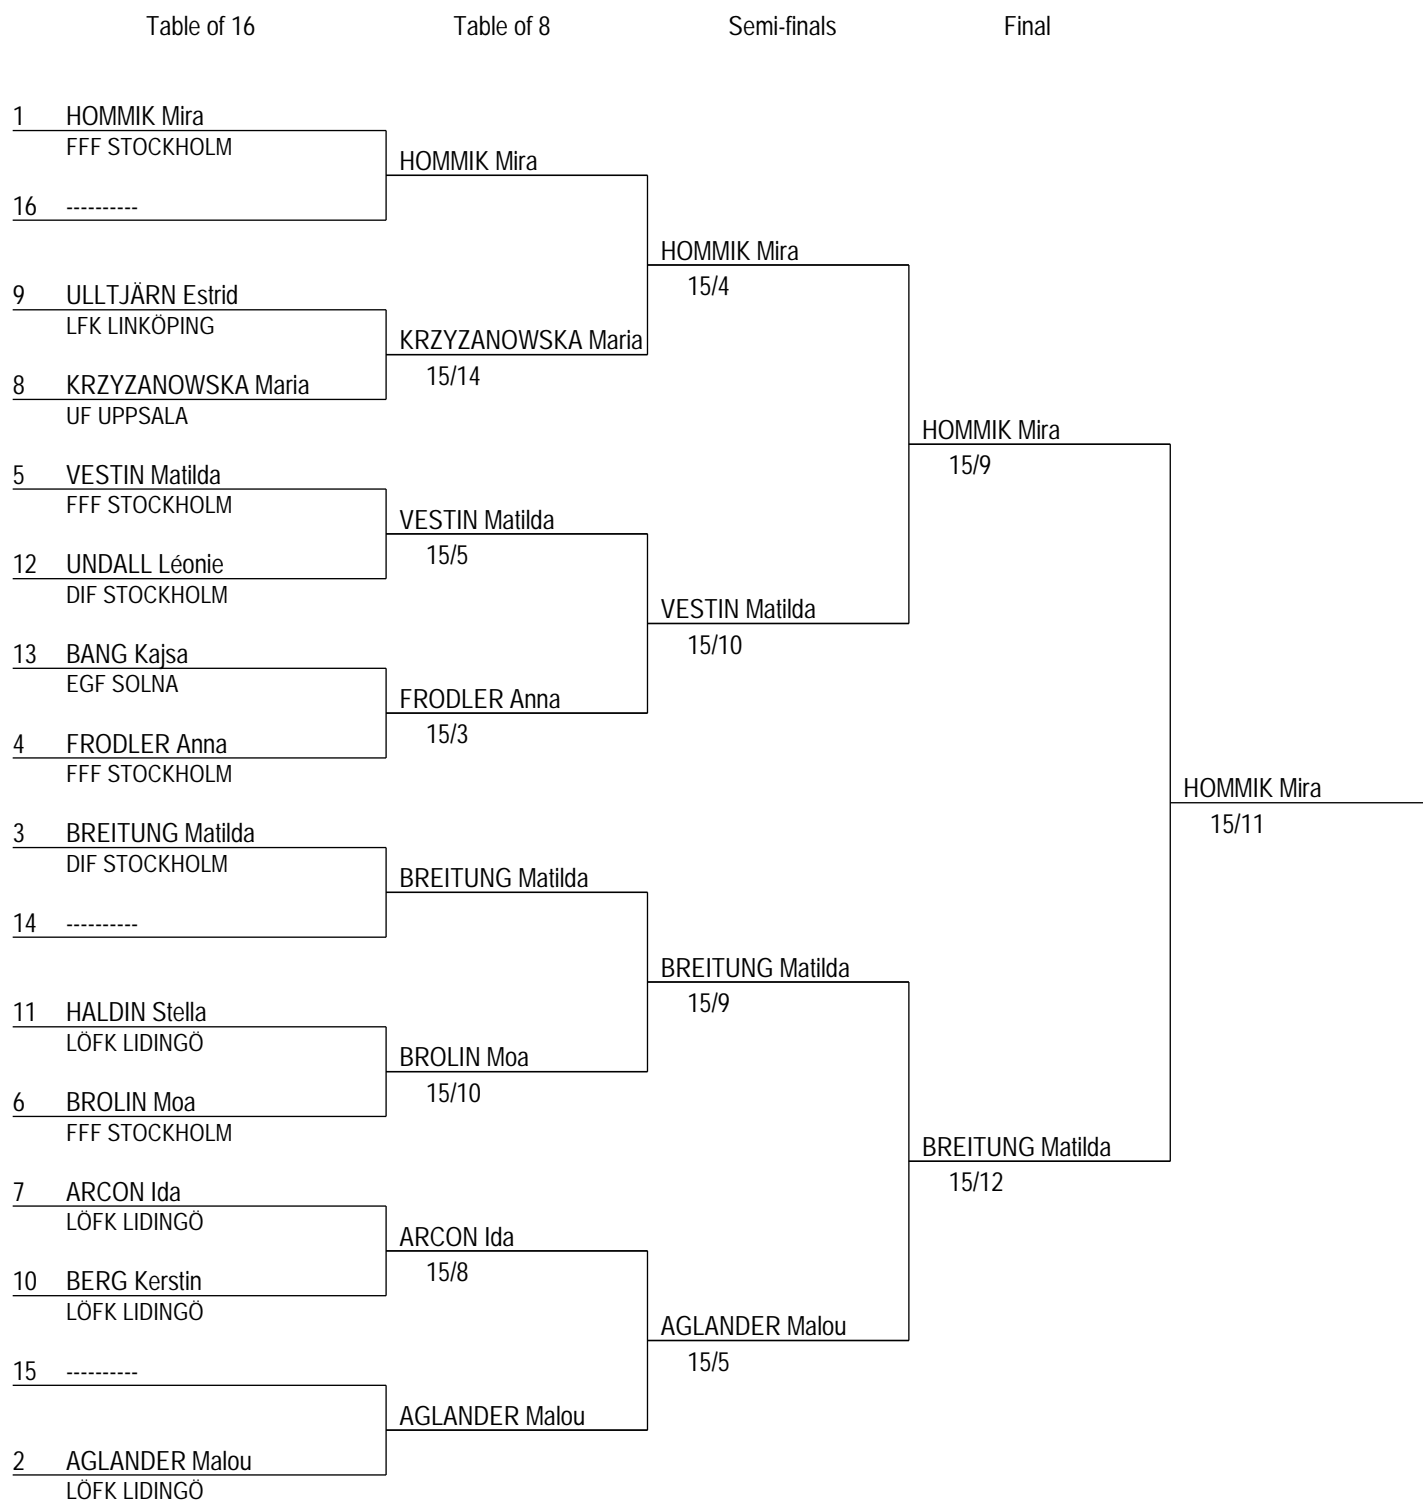 Table of 16 Table of 8 Semi-finals Final
1 HOMMIK Mira
FFF STOCKHOLM
HOMMIK Mira
16 ----------
HOMMIK Mira
15/4
9 ULLTJÄRN Estrid
LFK LINKÖPING
KRZYZANOWSKA Maria
15/14
8 KRZYZANOWSKA Maria
UF UPPSALA
HOMMIK Mira
15/9
5 VESTIN Matilda
FFF STOCKHOLM
VESTIN Matilda
15/5
12 UNDALL Léonie
DIF STOCKHOLM
VESTIN Matilda
15/10
13 BANG Kajsa
EGF SOLNA
FRODLER Anna
15/3
4 FRODLER Anna
FFF STOCKHOLM
HOMMIK Mira
15/11
3 BREITUNG Matilda
DIF STOCKHOLM
BREITUNG Matilda
14 ----------
BREITUNG Matilda
15/9
11 HALDIN Stella
LÖFK LIDINGÖ
BROLIN Moa
15/10
6 BROLIN Moa
FFF STOCKHOLM
BREITUNG Matilda
15/12
7 ARCON Ida
LÖFK LIDINGÖ
ARCON Ida
15/8
10 BERG Kerstin
LÖFK LIDINGÖ
AGLANDER Malou
15/5
15 ----------
AGLANDER Malou
2 AGLANDER Malou
LÖFK LIDINGÖ